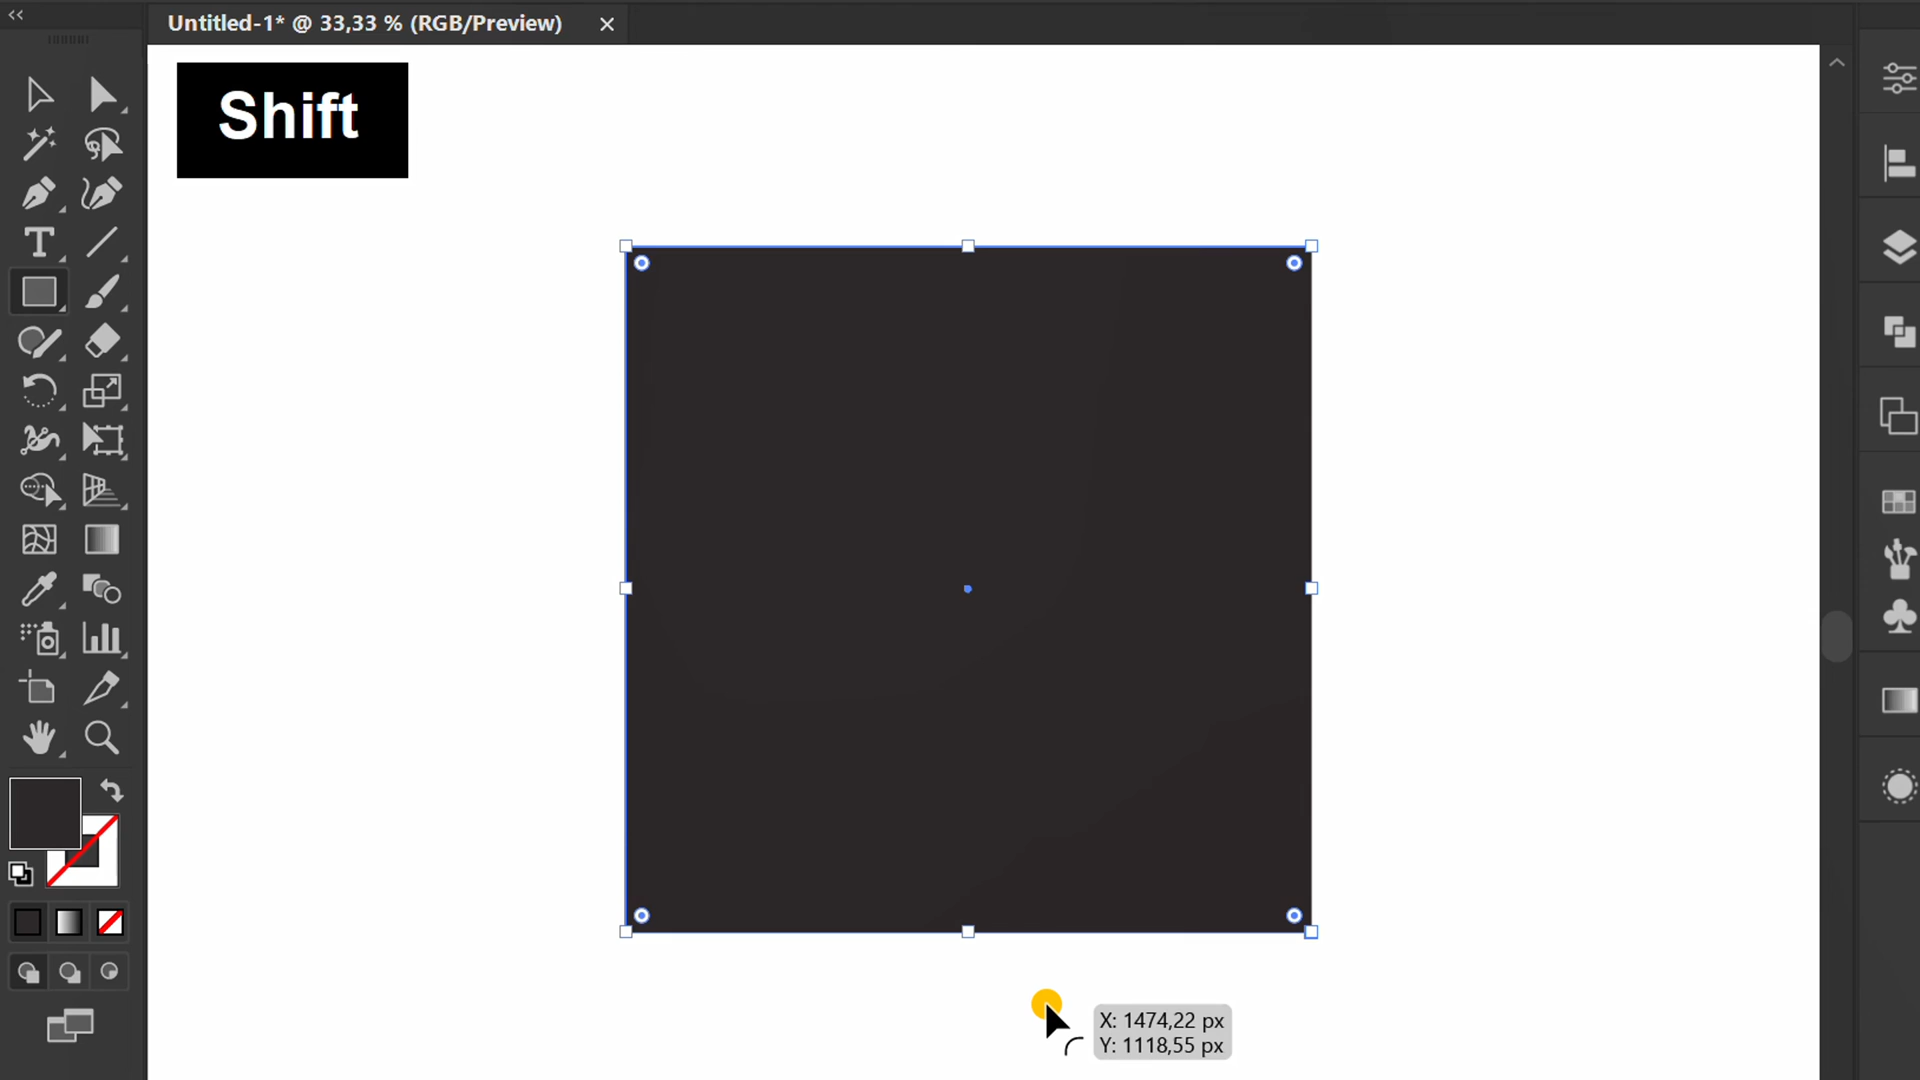 Untitled-1* @ 33,33 % (RGB/Preview)
Shift
X: 1474,22 px
Y: 1118,55 px